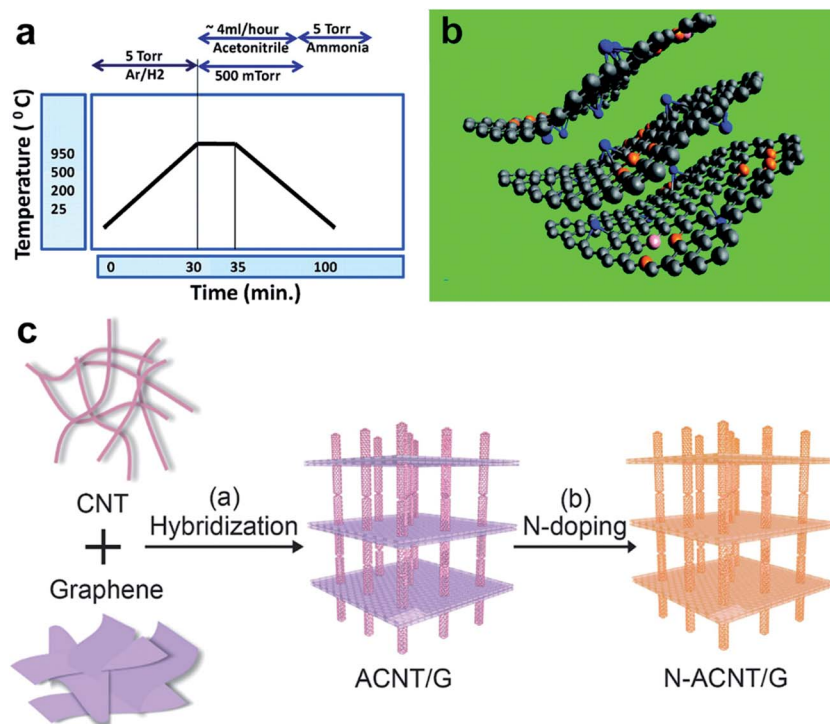 a
~ 4ml/hour
Acetonitrile
5 Torr
Ammonia
5 Torr
Ar/H2
500 mTorr
Temperature ( ⁰C)
950
500
200
25
0 30 35 100
Time (min.)
b
c
CNT
+
Graphene
(a)
Hybridization
ACNT/G
(b)
N-doping
N-ACNT/G